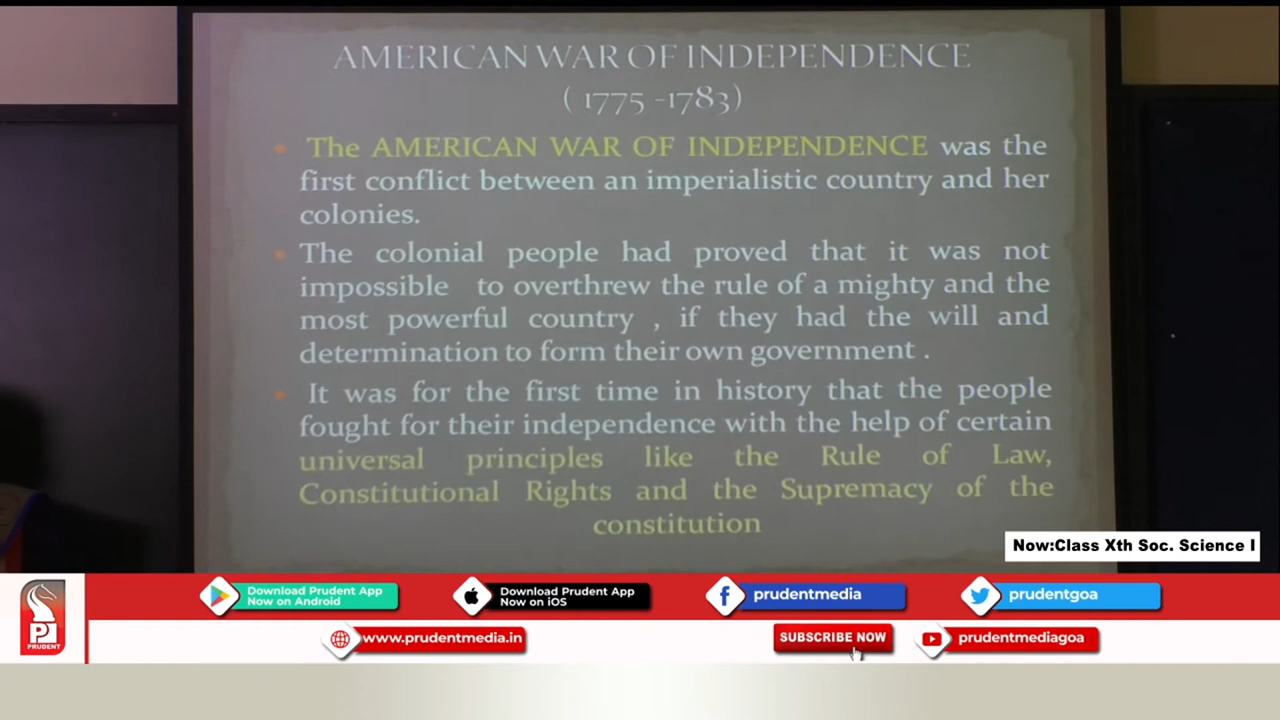 AMERICAN WAR OF INDEPENDENCE
( 1775 -1783)
The AMERICAN WAR OF INDEPENDENCE was the
first conflict between an imperialistic country and her
colonies.
The colonial people had proved that it was not
impossible to overthrew the rule of a mighty and the
most powerful country , if they had the will and
determination to form their own government .
It was for the first time in history that the people
fought for their independence with the help of certain
universal principles like the Rule of Law,
Constitutional Rights and the Supremacy of the
constitution
Now:Class Xth Soc. Science I
Download Prudent App
Now on Android
Download Prudent App
Now on iOS
prudentmedia
prudentgoa
PRUDENT
www.prudentmedia.in
SUBSCRIBE NOW
prudentmediagoa